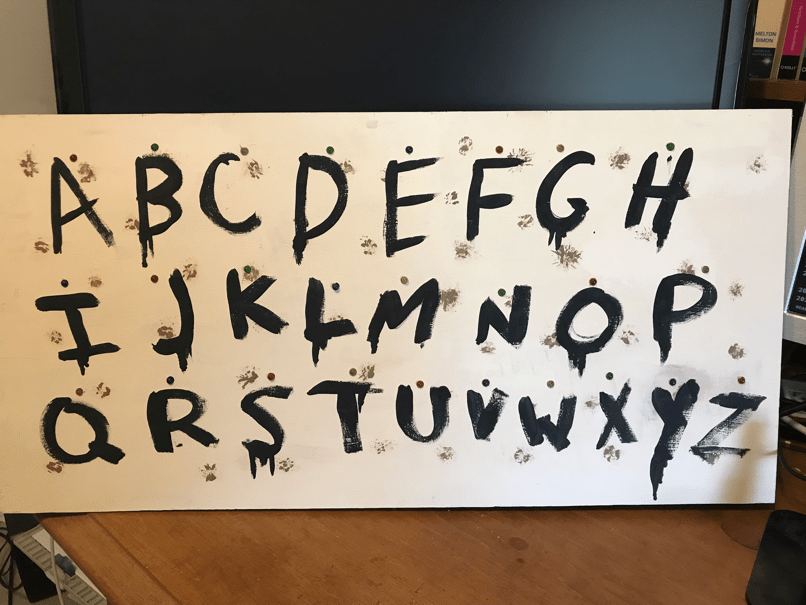 A B C D E F G H
I J K L M N O P
Q R S T U V W X Y Z
MELTON
SIMON